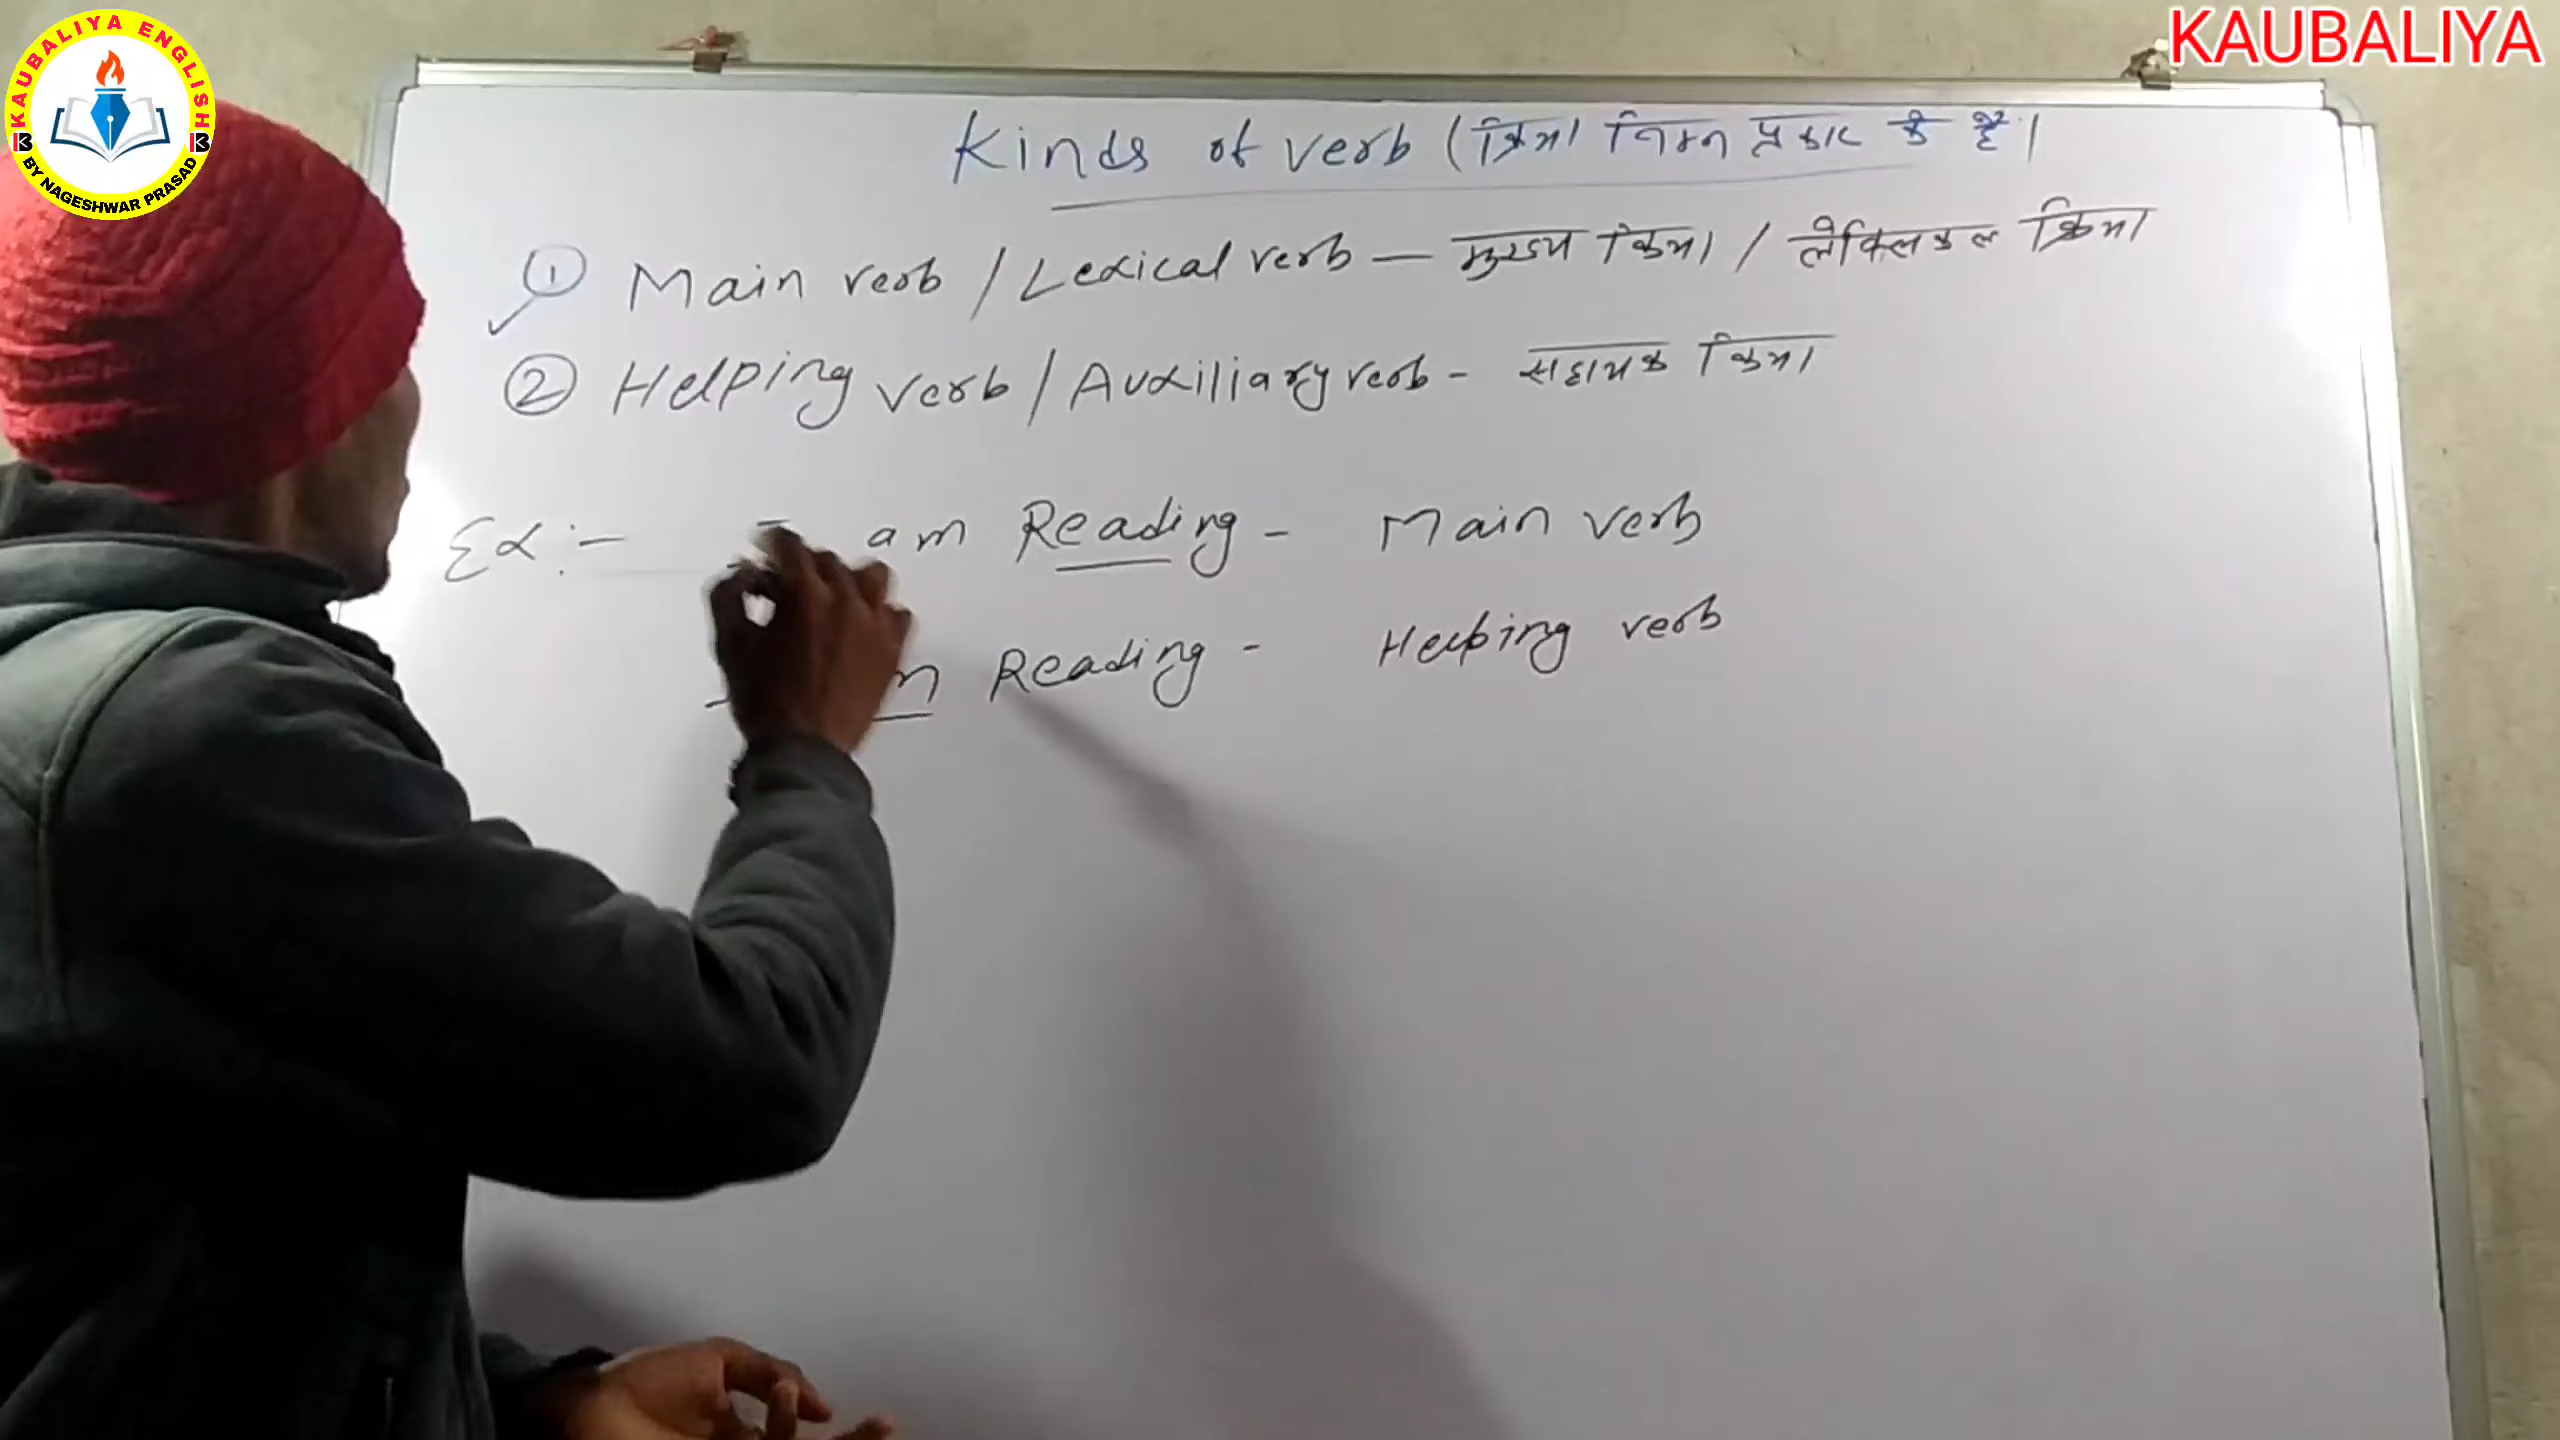 KAUBALIYA ENGLISH
BY NAGESHWAR PRASAD
KAUBALIYA
Kinds of verb (क्रिया निम्न प्रकार के हैं।
① Main verb / Lexical verb — मुख्य क्रिया / लेक्सिकल क्रिया
② Helping verb / Auxiliary verb - सहायक क्रिया
Ex :- I am Reading - Main verb
Reading - Helping verb